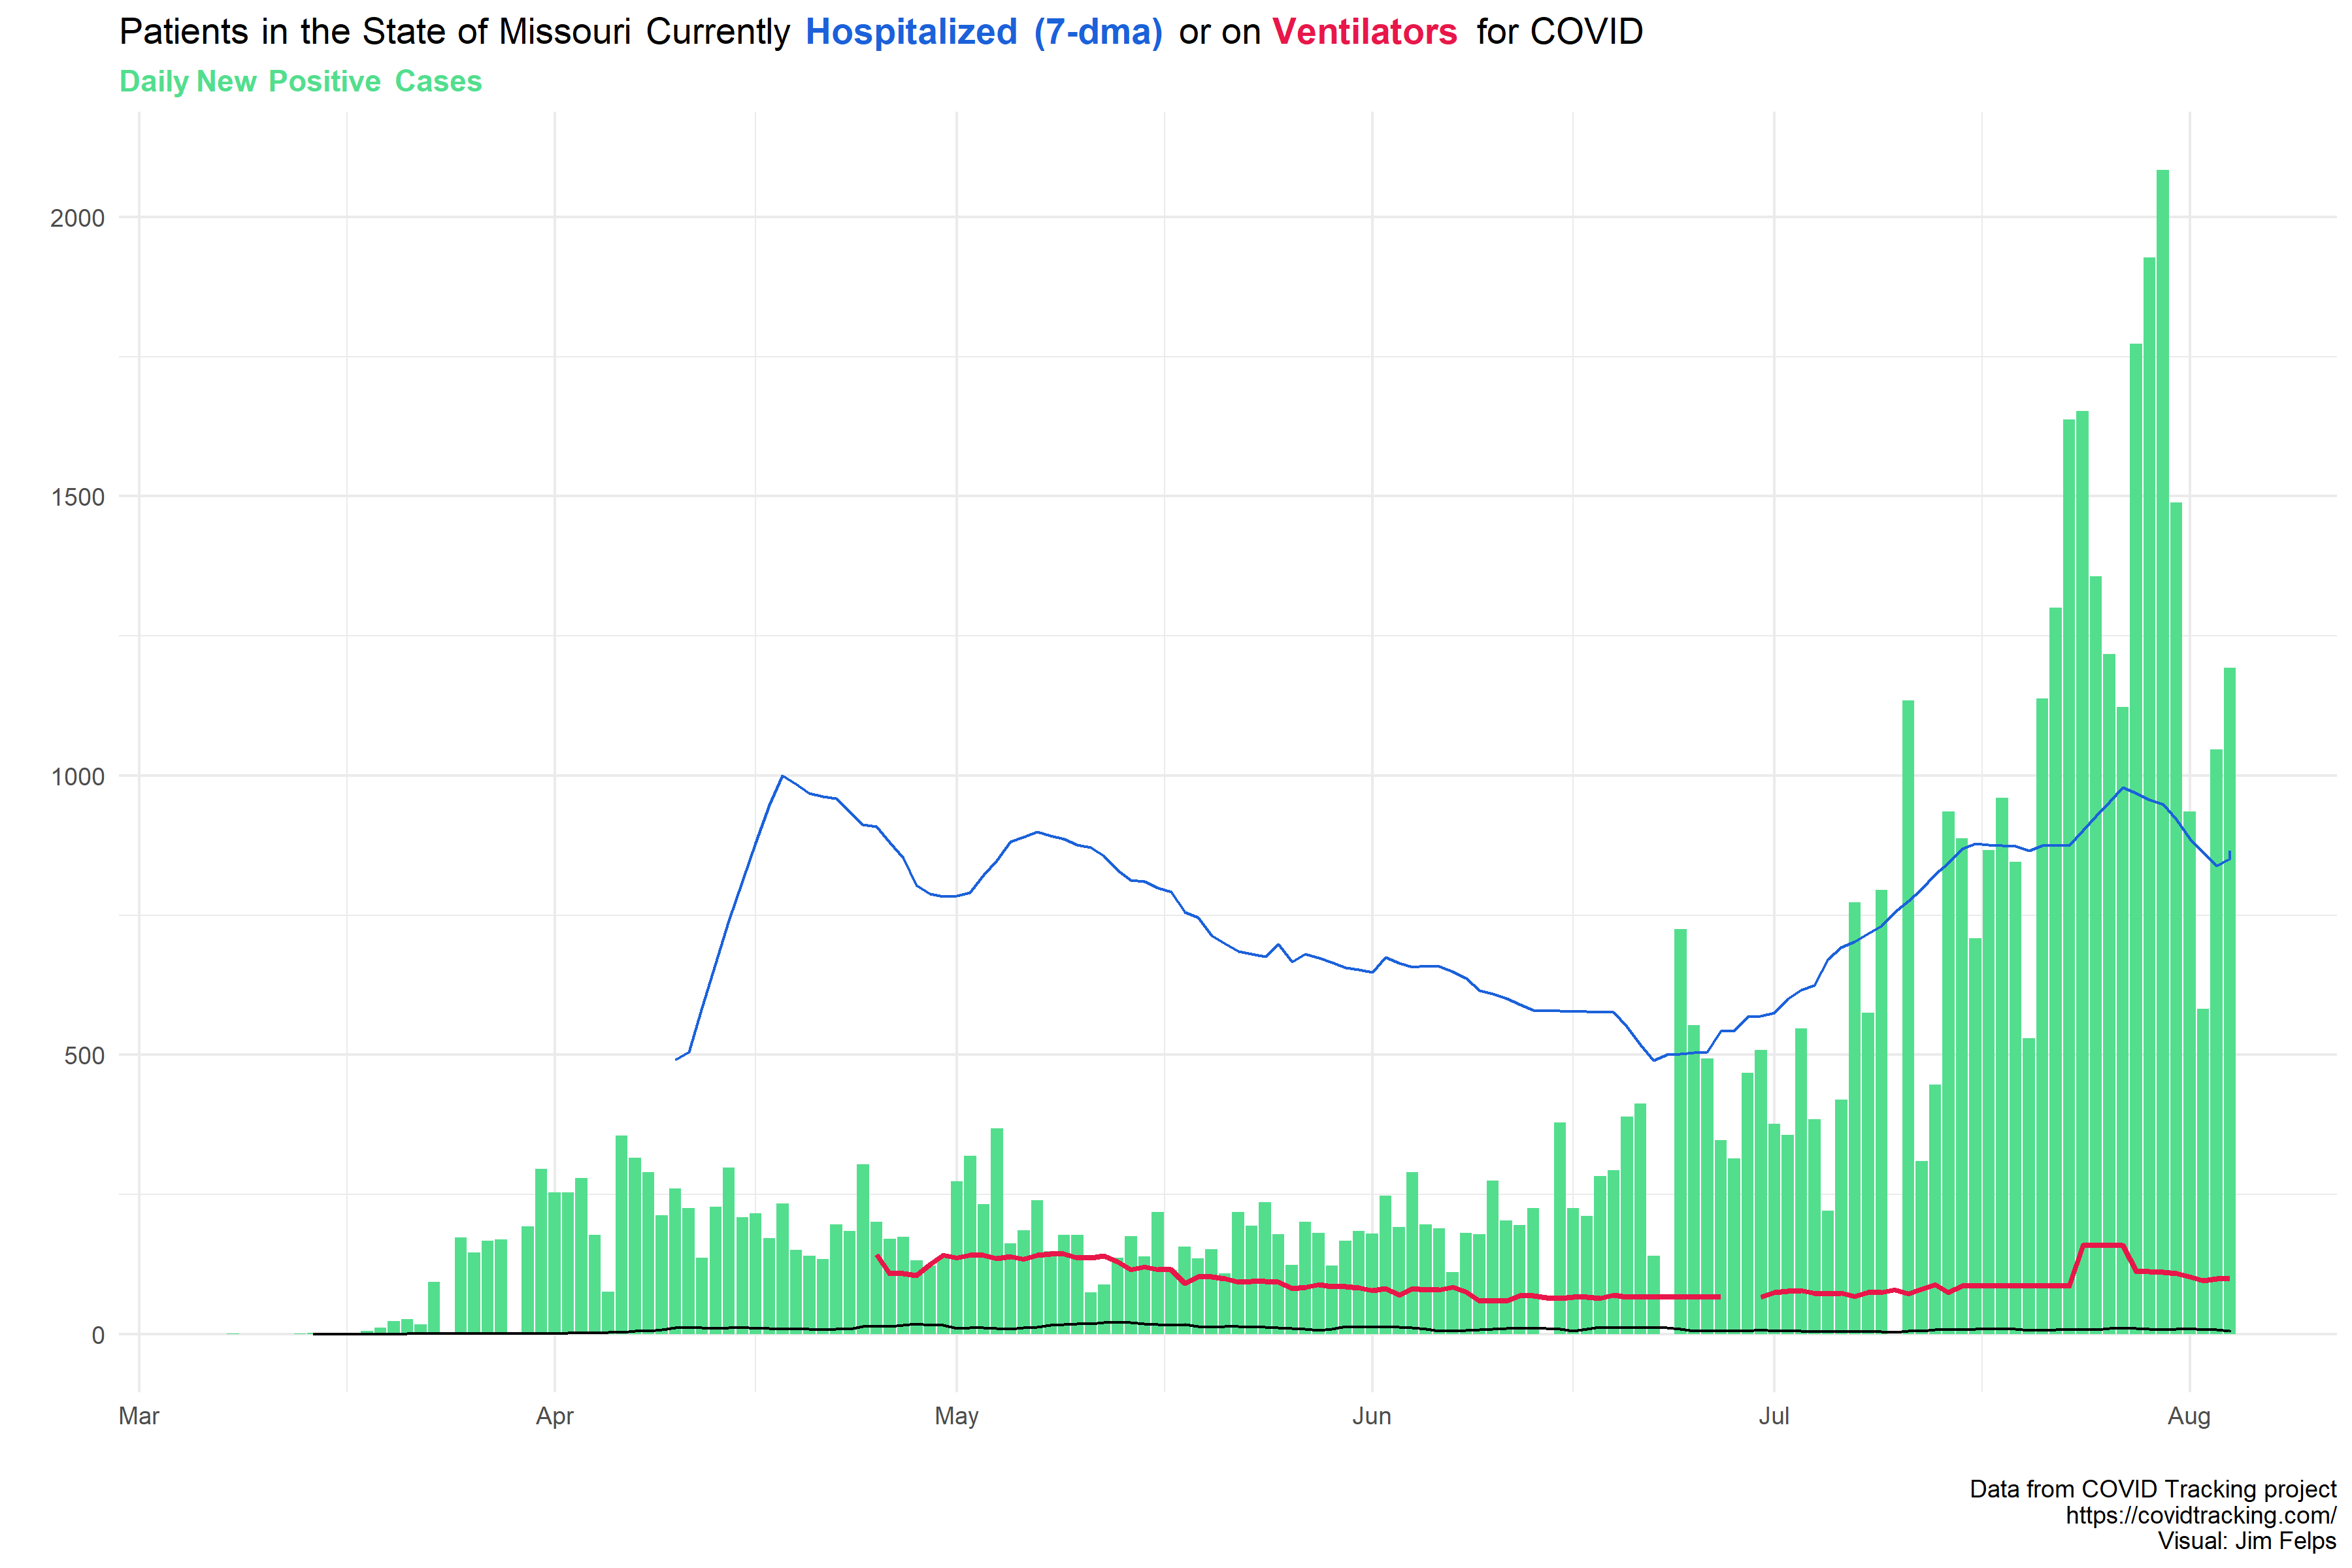 Patients in the State of Missouri Currently Hospitalized (7-dma) or on Ventilators for COVID
Daily New Positive Cases
2000
1500
1000
500
0
Mar Apr May Jun Jul Aug
Data from COVID Tracking project
https://covidtracking.com/
Visual: Jim Felps